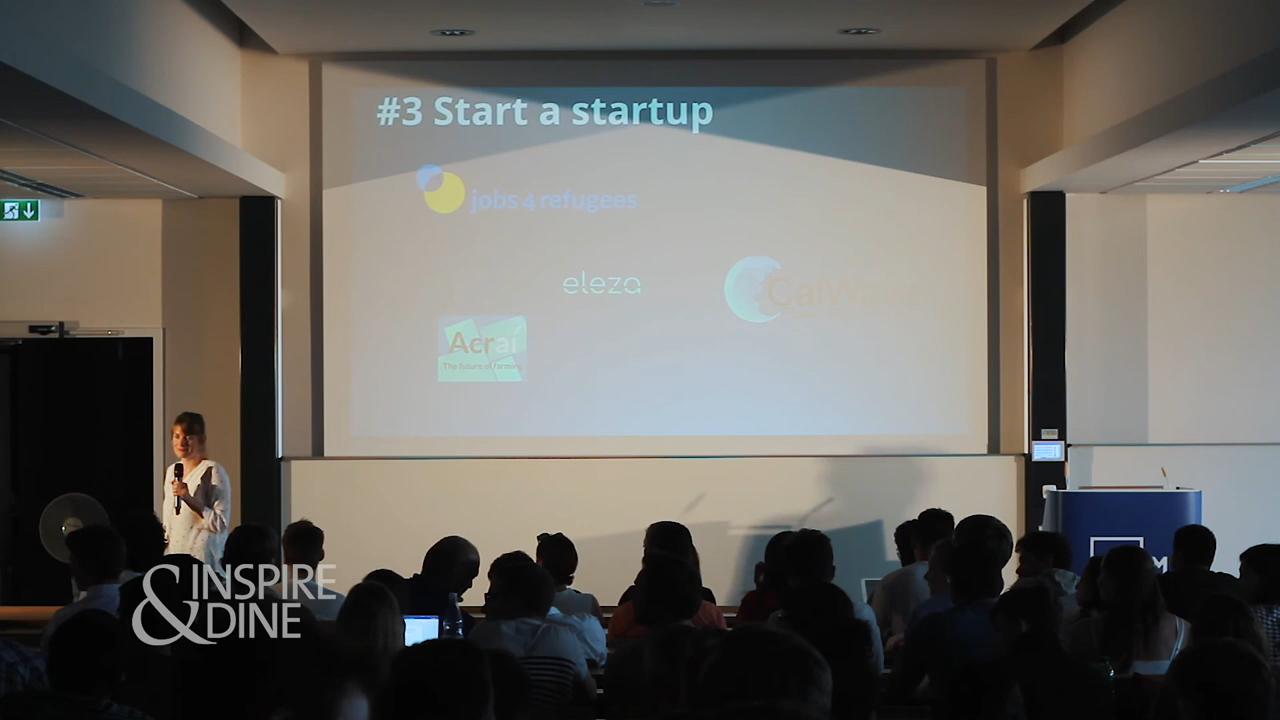 #3 Start a startup
jobs 4 refugees
eleza
Acrai
The future of farming
INSPIRE
& DINE